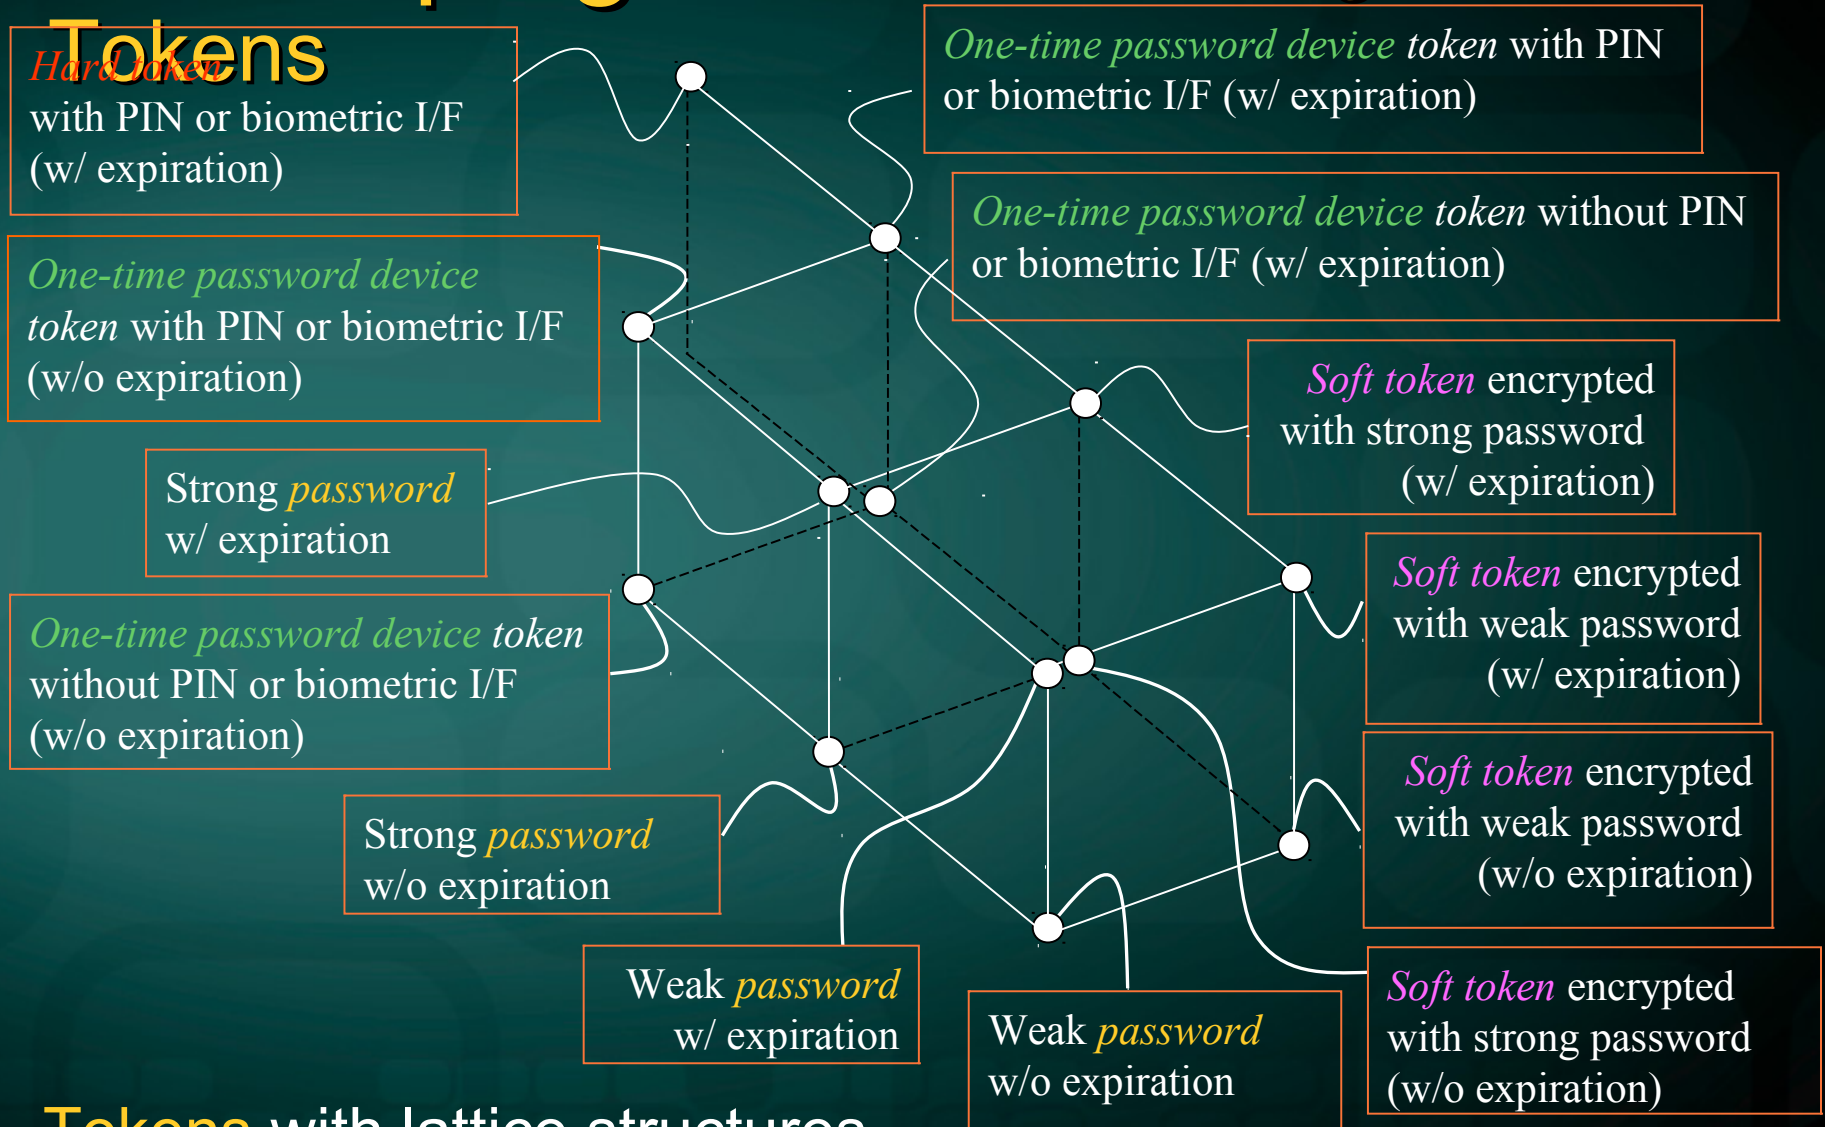 Tokens
Hard token
with PIN or biometric I/F
(w/ expiration)
One-time password device token with PIN
or biometric I/F (w/ expiration)
One-time password device token without PIN
or biometric I/F (w/ expiration)
One-time password device
token with PIN or biometric I/F
(w/o expiration)
Soft token encrypted
with strong password
(w/ expiration)
Strong password
w/ expiration
Soft token encrypted
with weak password
(w/ expiration)
One-time password device token
without PIN or biometric I/F
(w/o expiration)
Soft token encrypted
with weak password
(w/o expiration)
Strong password
w/o expiration
Weak password
w/ expiration
Weak password
w/o expiration
Soft token encrypted
with strong password
(w/o expiration)
Tokens with lattice structures